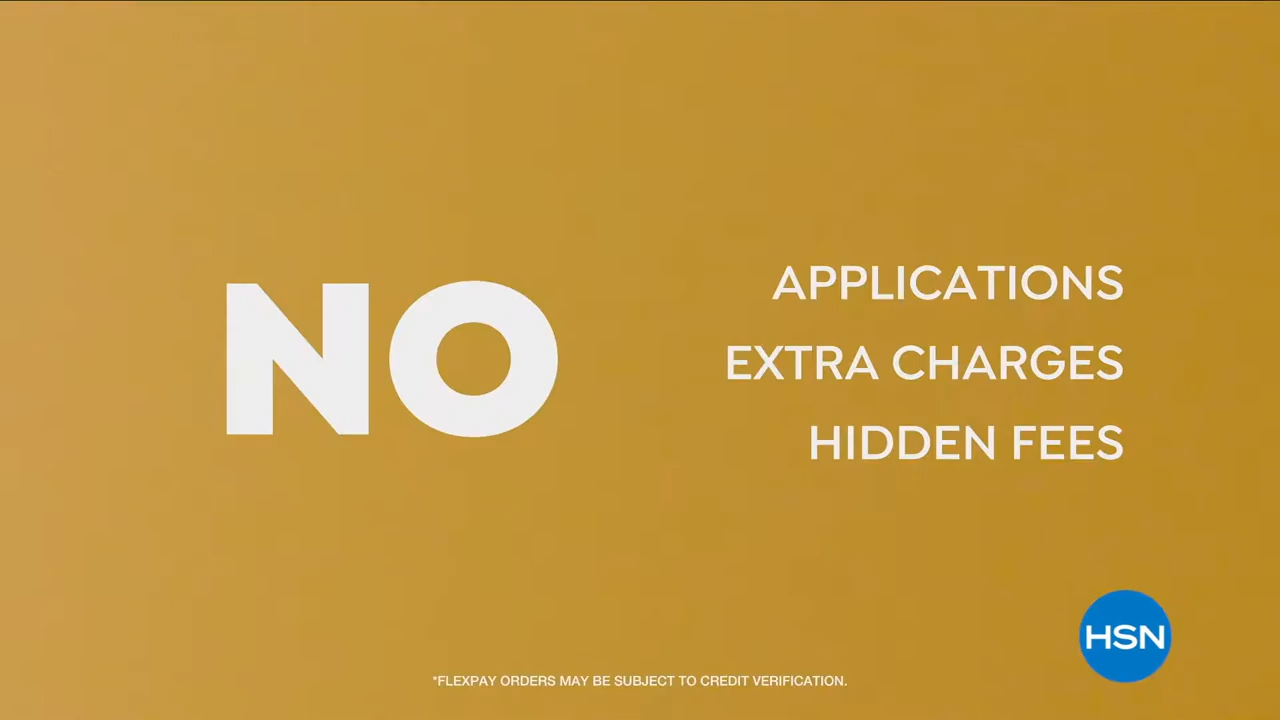 NO
APPLICATIONS
EXTRA CHARGES
HIDDEN FEES
HSN
*FLEXPAY ORDERS MAY BE SUBJECT TO CREDIT VERIFICATION.